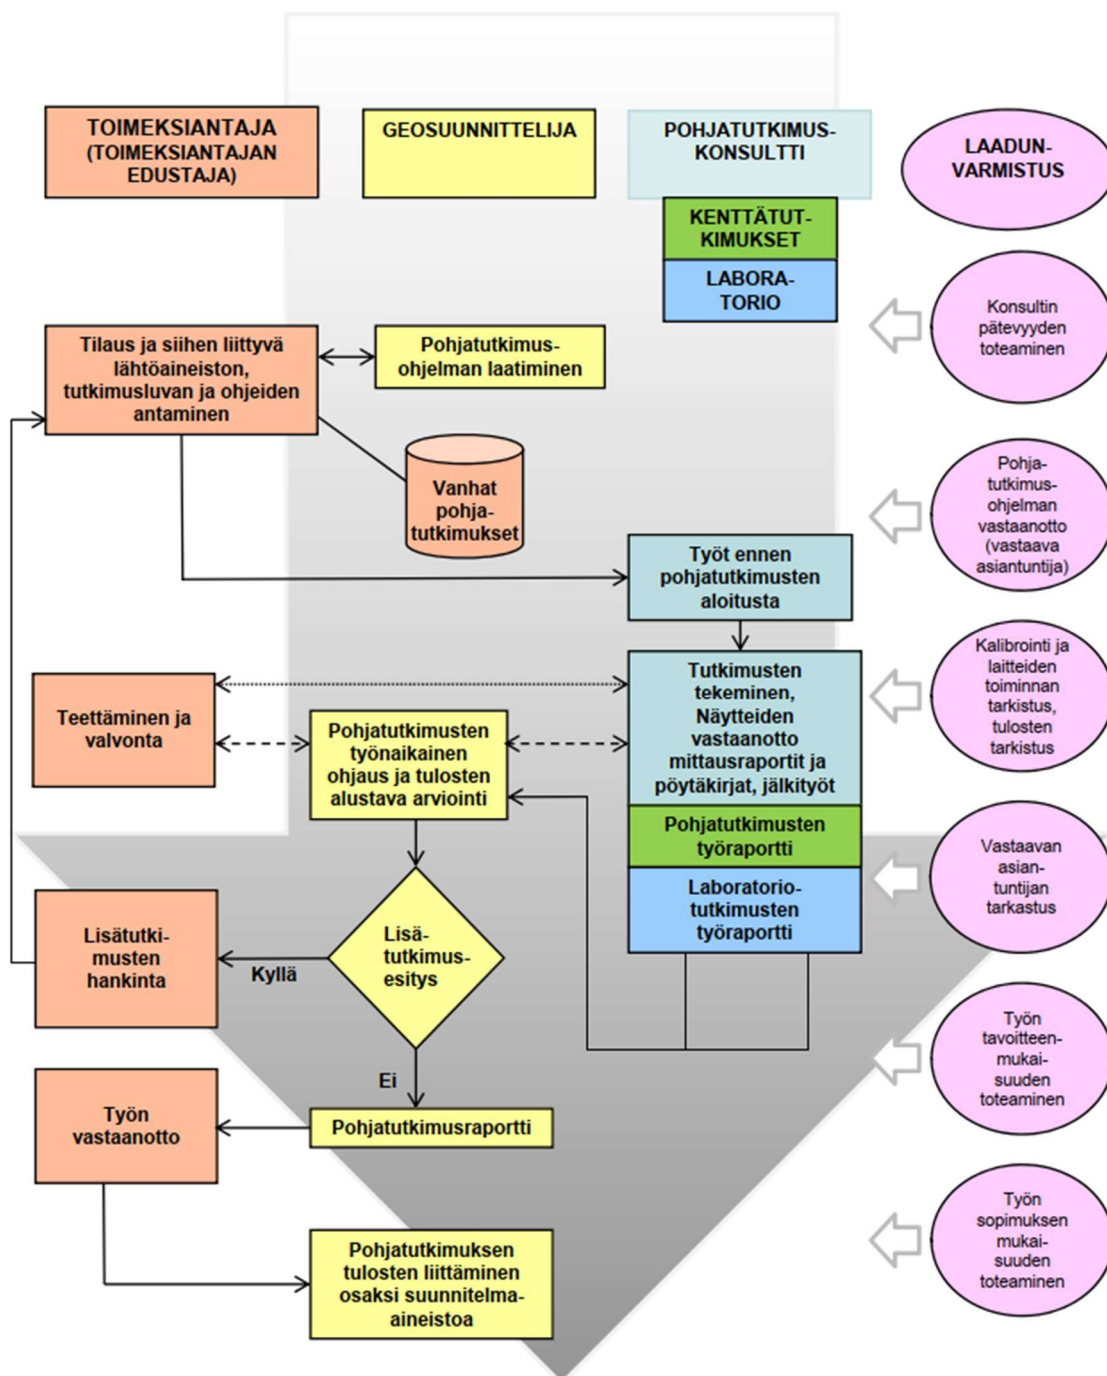 TOIMEKSIANTAJA
(TOIMEKSIANTAJAN
EDUSTAJA)
GEOSUUNNITTELIJA
POHJATUTKIMUS-
KONSULTTI
LAADUN-
VARMISTUS
KENTTÄTUT-
KIMUKSET
LABORA-
TORIO
Konsultin
pätevyyden
toteaminen
Tilaus ja siihen liittyvä
lähtöaineiston,
tutkimusluvan ja ohjeiden
antaminen
Pohjatutkimus-
ohjelman laatiminen
Vanhat
pohja-
tutkimukset
Pohja-
tutkimus-
ohjelman
vastaanotto
(vastaava
asiantuntija)
Työt ennen
pohjatutkimusten
aloitusta
Teettäminen ja
valvonta
Pohjatutkimusten
työnaikainen
ohjaus ja tulosten
alustava arviointi
Tutkimusten
tekeminen,
Näytteiden
vastaanotto
mittausraportit ja
pöytäkirjat, jälkityöt
Kalibrointi ja
laitteiden
toiminnan
tarkistus,
tulosten
tarkistus
Pohjatutkimusten
työraportti
Laboratorio-
tutkimusten
työraportti
Vastaavan
asian-
tuntijan
tarkastus
Lisätutki-
musten
hankinta
Kyllä
Lisä-
tutkimus-
esitys
Ei
Työn
tavoitteen-
mukai-
suuden
toteaminen
Työn
vastaanotto
Pohjatutkimusraportti
Pohjatutkimuksen
tulosten liittäminen
osaksi suunnitelma-
aineistoa
Työn
sopimuksen
mukai-
suuden
toteaminen